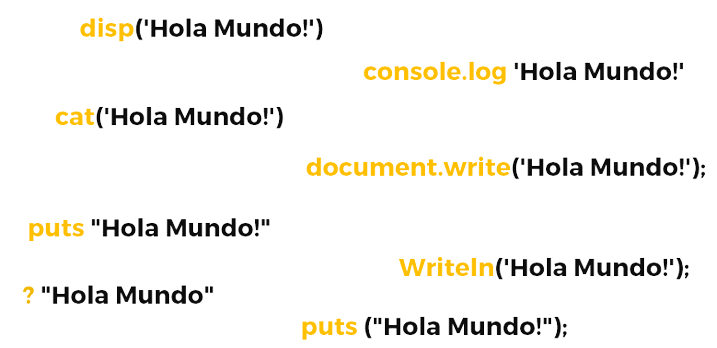 disp('Hola Mundo!')
console.log 'Hola Mundo!'
cat('Hola Mundo!')
document.write('Hola Mundo!');
puts "Hola Mundo!"
Writeln('Hola Mundo!');
? "Hola Mundo"
puts ("Hola Mundo!");